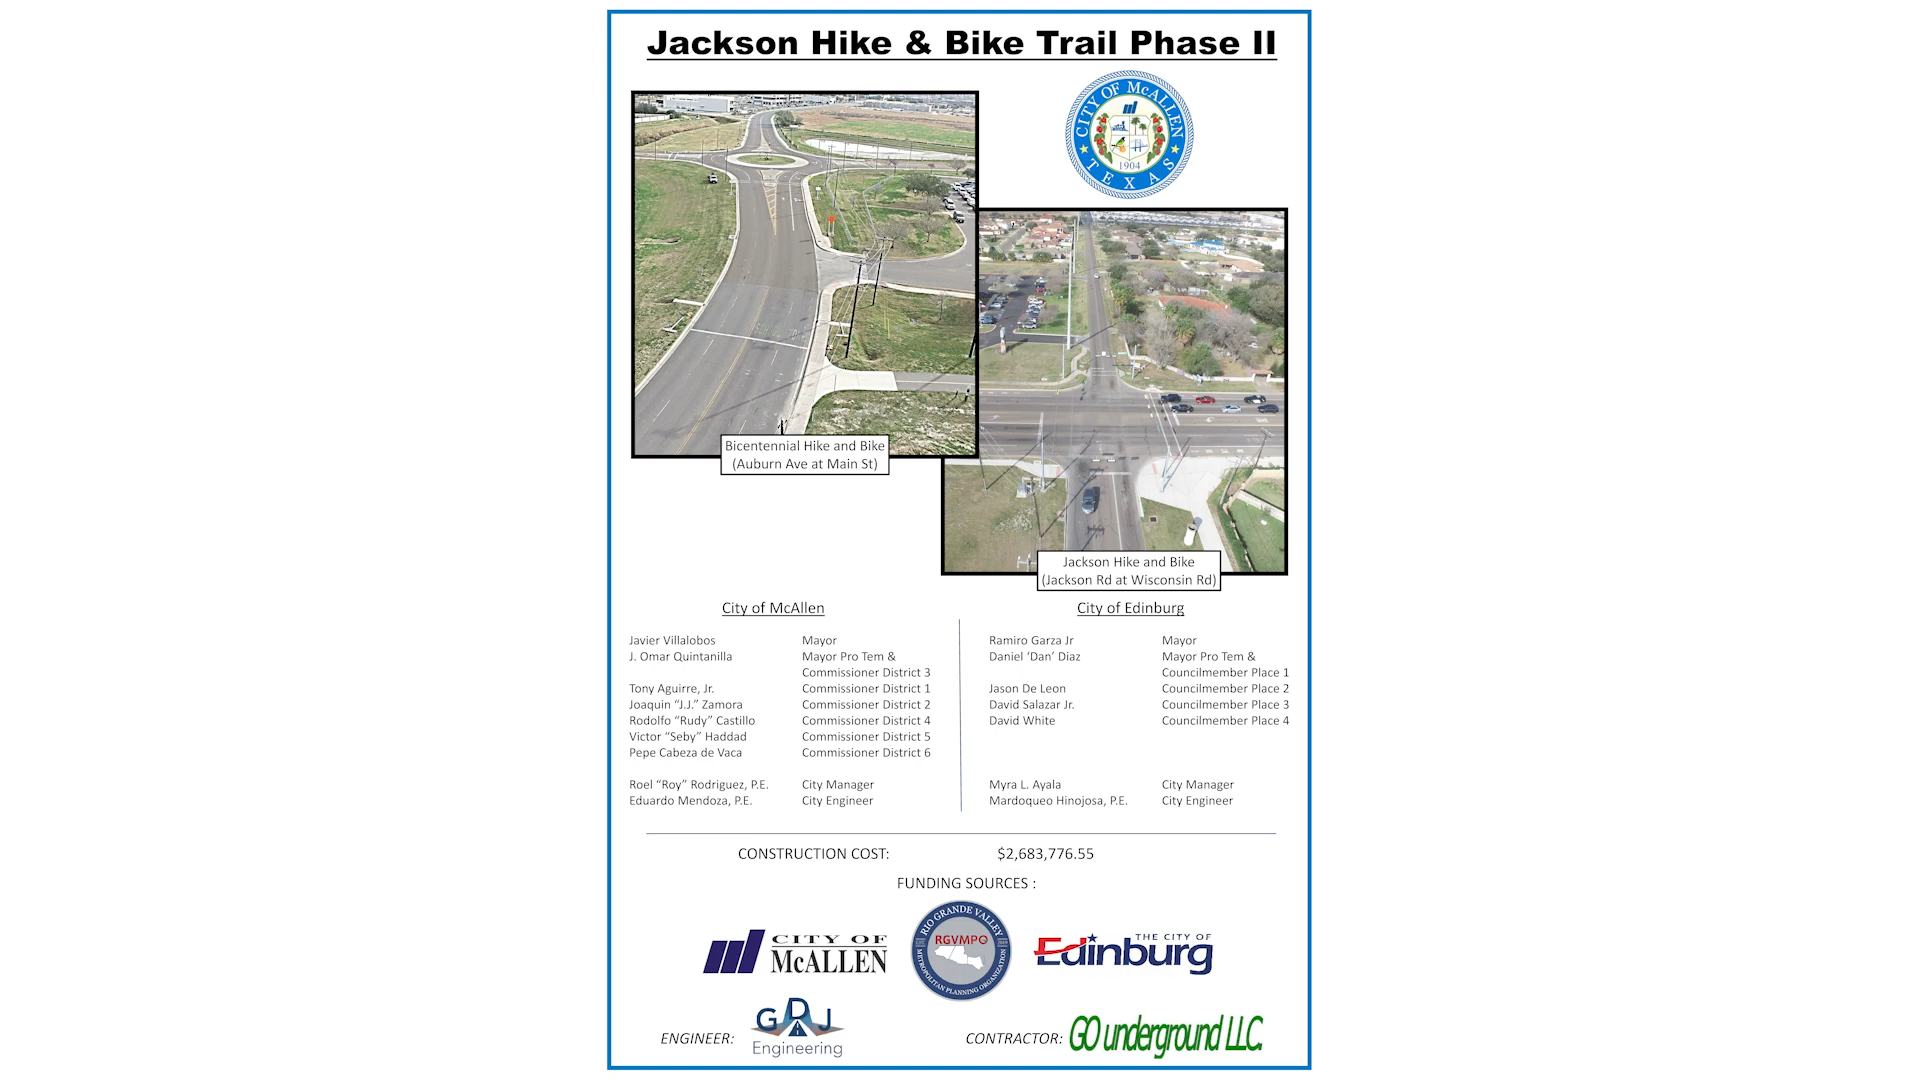 Jackson Hike & Bike Trail Phase II
CITY OF McALLEN
1904
TEXAS
Bicentennial Hike and Bike
(Auburn Ave at Main St)
Jackson Hike and Bike
(Jackson Rd at Wisconsin Rd)
City of McAllen
Javier Villalobos Mayor
J. Omar Quintanilla Mayor Pro Tem &
Commissioner District 3
Tony Aguirre, Jr. Commissioner District 1
Joaquin “J.J.” Zamora Commissioner District 2
Rodolfo “Rudy” Castillo Commissioner District 4
Victor “Seby” Haddad Commissioner District 5
Pepe Cabeza de Vaca Commissioner District 6
Roel “Roy” Rodriguez, P.E. City Manager
Eduardo Mendoza, P.E. City Engineer
City of Edinburg
Ramiro Garza Jr Mayor
Daniel ‘Dan’ Diaz Mayor Pro Tem &
Councilmember Place 1
Jason De Leon Councilmember Place 2
David Salazar Jr. Councilmember Place 3
David White Councilmember Place 4
Myra L. Ayala City Manager
Mardoqueo Hinojosa, P.E. City Engineer
CONSTRUCTION COST: $2,683,776.55
FUNDING SOURCES :
CITY OF
McALLEN
RIO GRANDE VALLEY
RGVMPO
METROPOLITAN PLANNING ORGANIZATION
THE CITY OF
Edinburg
ENGINEER:
GDJ
Engineering
CONTRACTOR:
GO underground LLC.